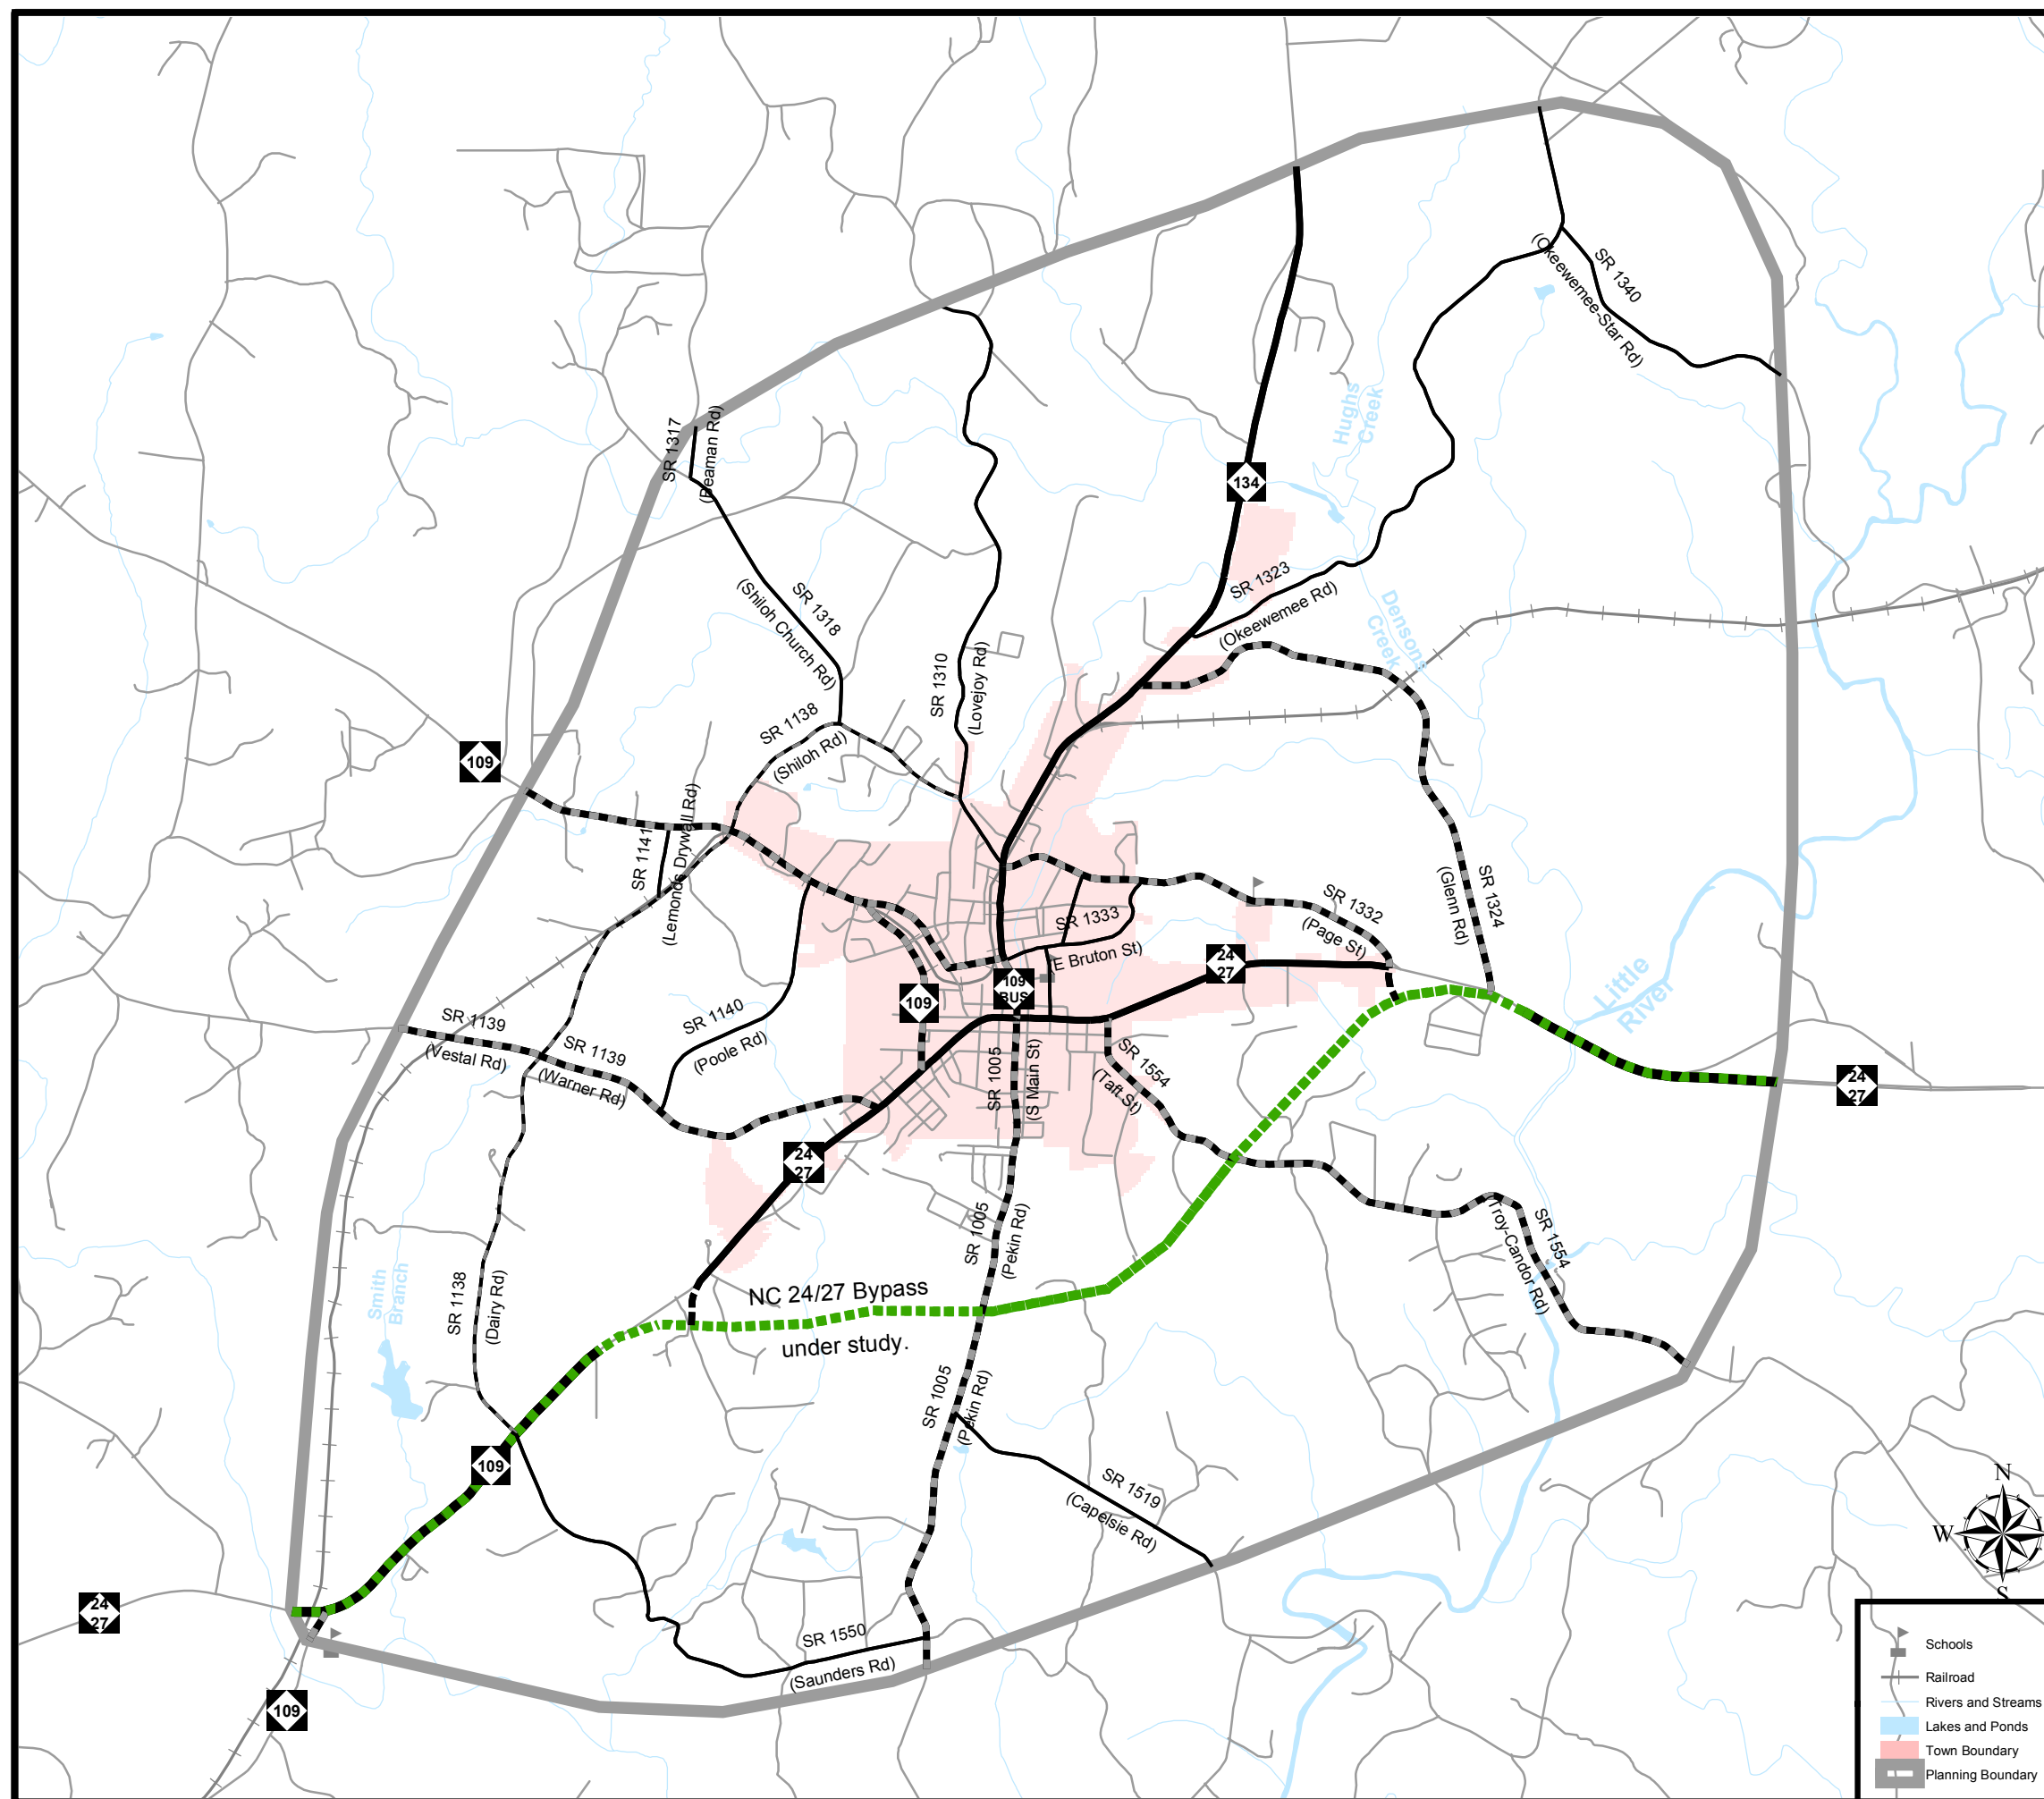 SR 1340
(Okeewemee-Star Rd)
Hughs
Creek
SR 1317
(Beaman Rd)
134
SR 1323
(Okeewemee Rd)
Densons
Creek
SR 1318
(Shiloh Church Rd)
SR 1310
(Lovejoy Rd)
SR 1138
(Shiloh Rd)
109
SR 1141
(Lemonds Drywall Rd)
SR 1332
(Page St)
SR 1324
(Glenn Rd)
SR 1333
(E Bruton St)
24
27
109
109
BUS
Little
River
SR 1139
(Vestal Rd)
SR 1139
(Warner Rd)
SR 1140
(Poole Rd)
SR 1005
(S Main St)
SR 1554
(Taft St)
24
27
24
27
SR 1005
(Pekin Rd)
SR 1554
(Troy-Candor Rd)
Smith
Branch
SR 1138
(Dairy Rd)
NC 24/27 Bypass
under study.
SR 1005
(Pekin Rd)
109
SR 1519
(Capelsie Rd)
24
27
SR 1550
(Saunders Rd)
109
N
W
S
Schools
Railroad
Rivers and Streams
Lakes and Ponds
Town Boundary
Planning Boundary